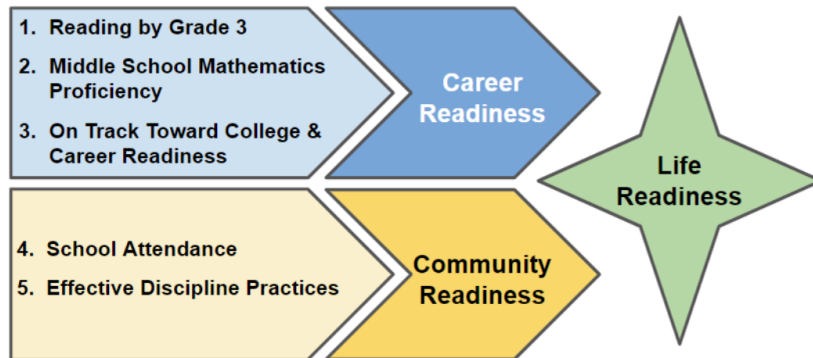 1. Reading by Grade 3
2. Middle School Mathematics
Proficiency
3. On Track Toward College &
Career Readiness
Career
Readiness
4. School Attendance
5. Effective Discipline Practices
Community
Readiness
Life
Readiness